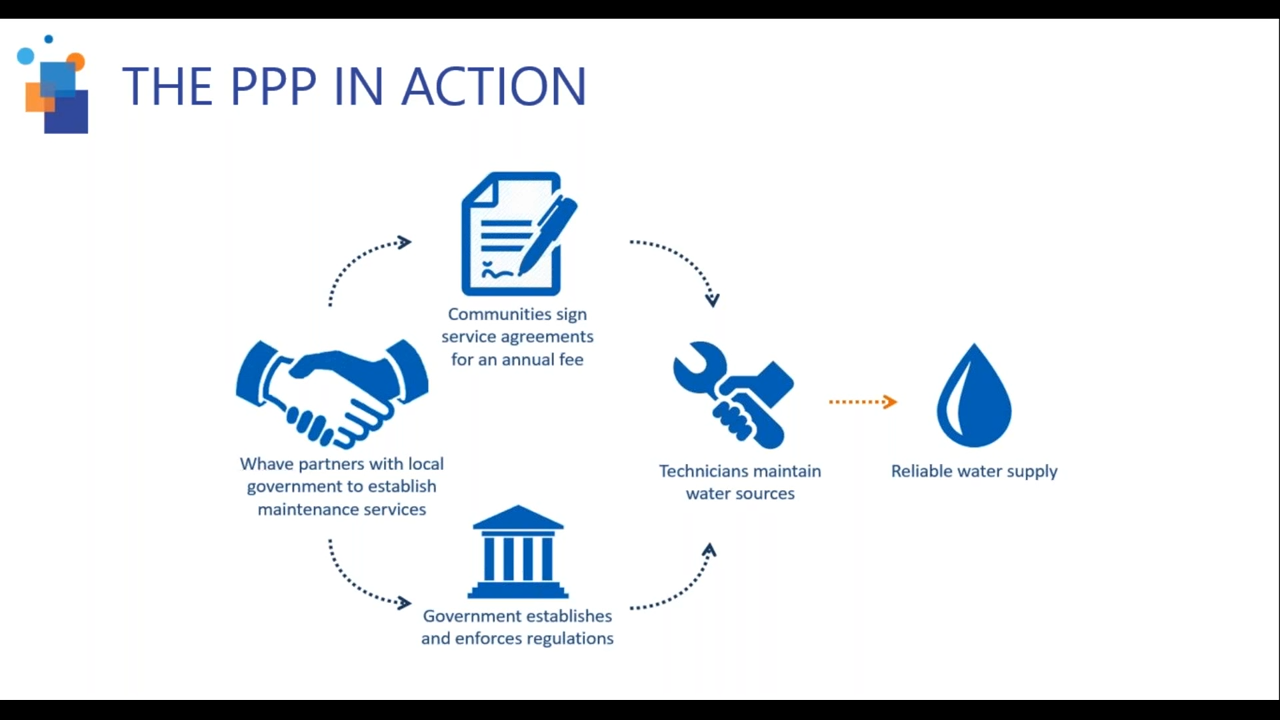 THE PPP IN ACTION
Communities sign
service agreements
for an annual fee
Whave partners with local
government to establish
maintenance services
Technicians maintain
water sources
Reliable water supply
Government establishes
and enforces regulations